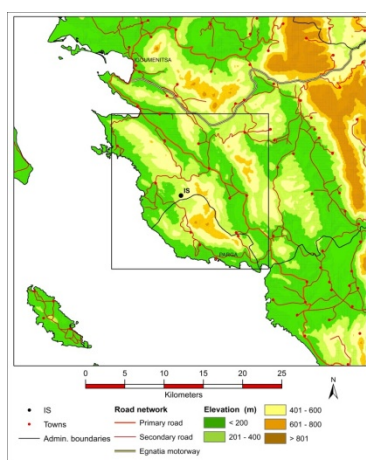 IGOUMENITSA
IS
PARGA
0 5 10 15 20 25
Kilometers
N
IS
Towns
Admin. boundaries
Road network
Primary road
Secondary road
Egnatia motorway
Elevation (m)
< 200
201 - 400
401 - 600
601 - 800
> 801